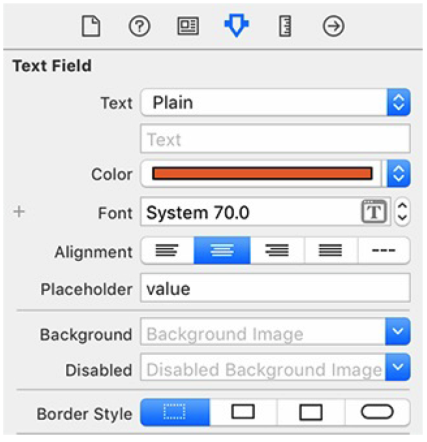 Text Field
Text Plain
Text
Color
+ Font System 70.0 T
Alignment ---
Placeholder value
Background Background Image
Disabled Disabled Background Image
Border Style